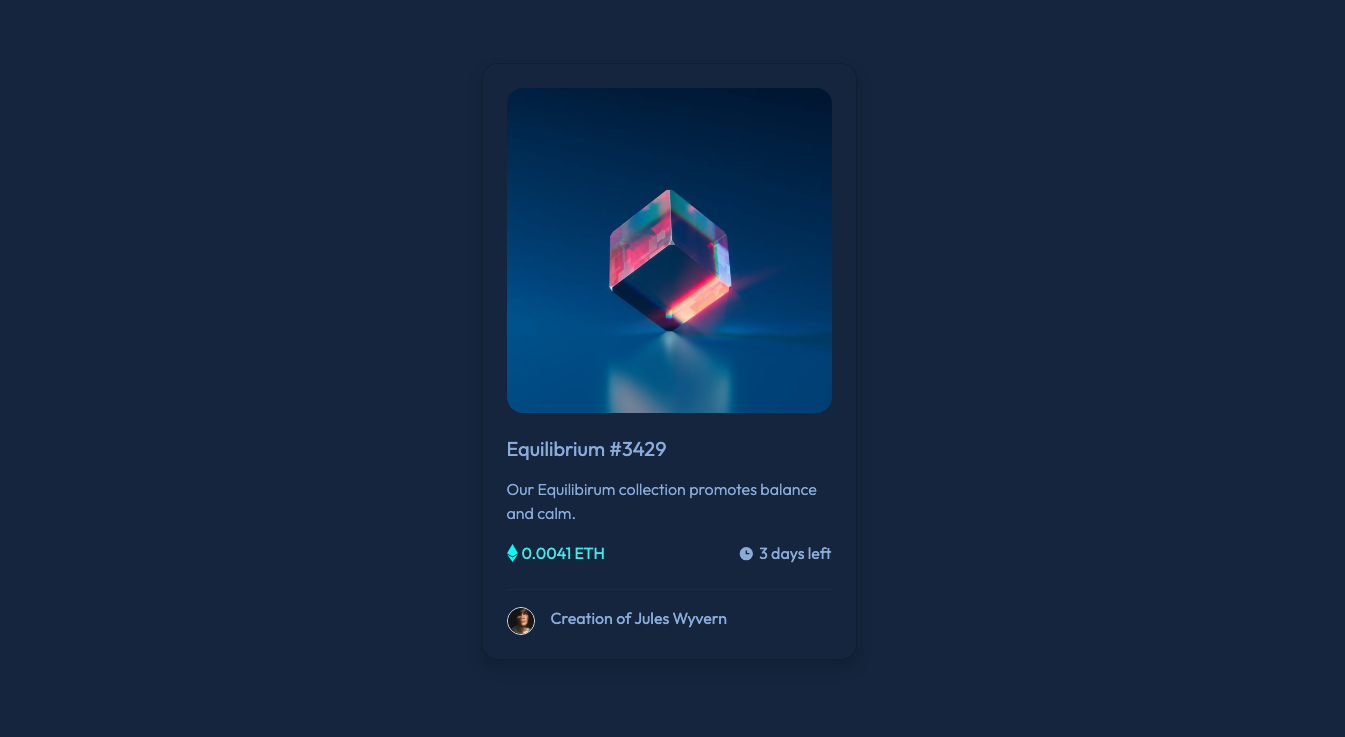 Equilibrium #3429
Our Equilibirum collection promotes balance
and calm.
0.0041 ETH
3 days left
Creation of Jules Wyvern